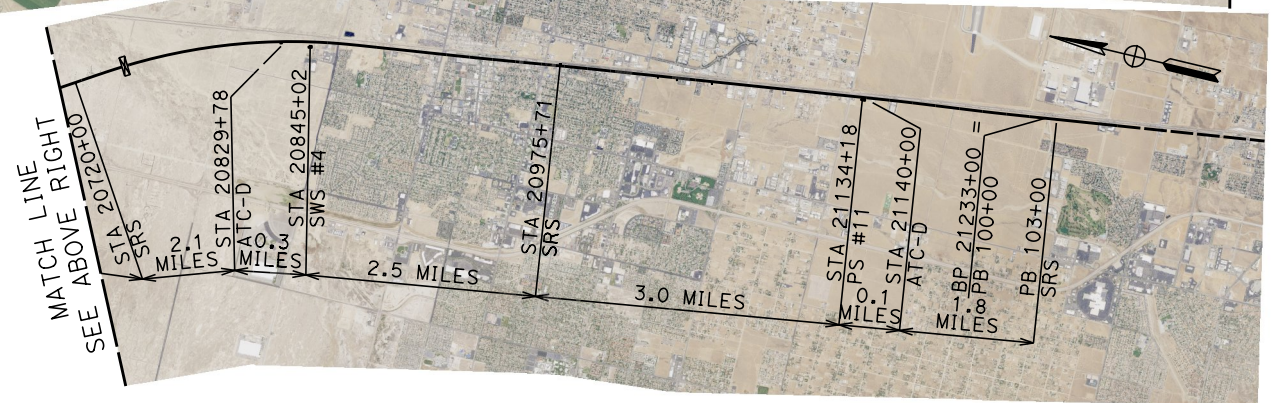 MATCH LINE
SEE ABOVE RIGHT
STA 20720+00
SRS
2.1
MILES
STA 20829+78
ATC-D
0.3
MILES
STA 20845+02
SWS #4
2.5 MILES
STA 20975+71
SRS
3.0 MILES
STA 21134+18
PS #11
0.1
MILES
STA 21140+00
ATC-D
BP 21233+00 =
PB 100+00
1.8
MILES
PB 103+00
SRS